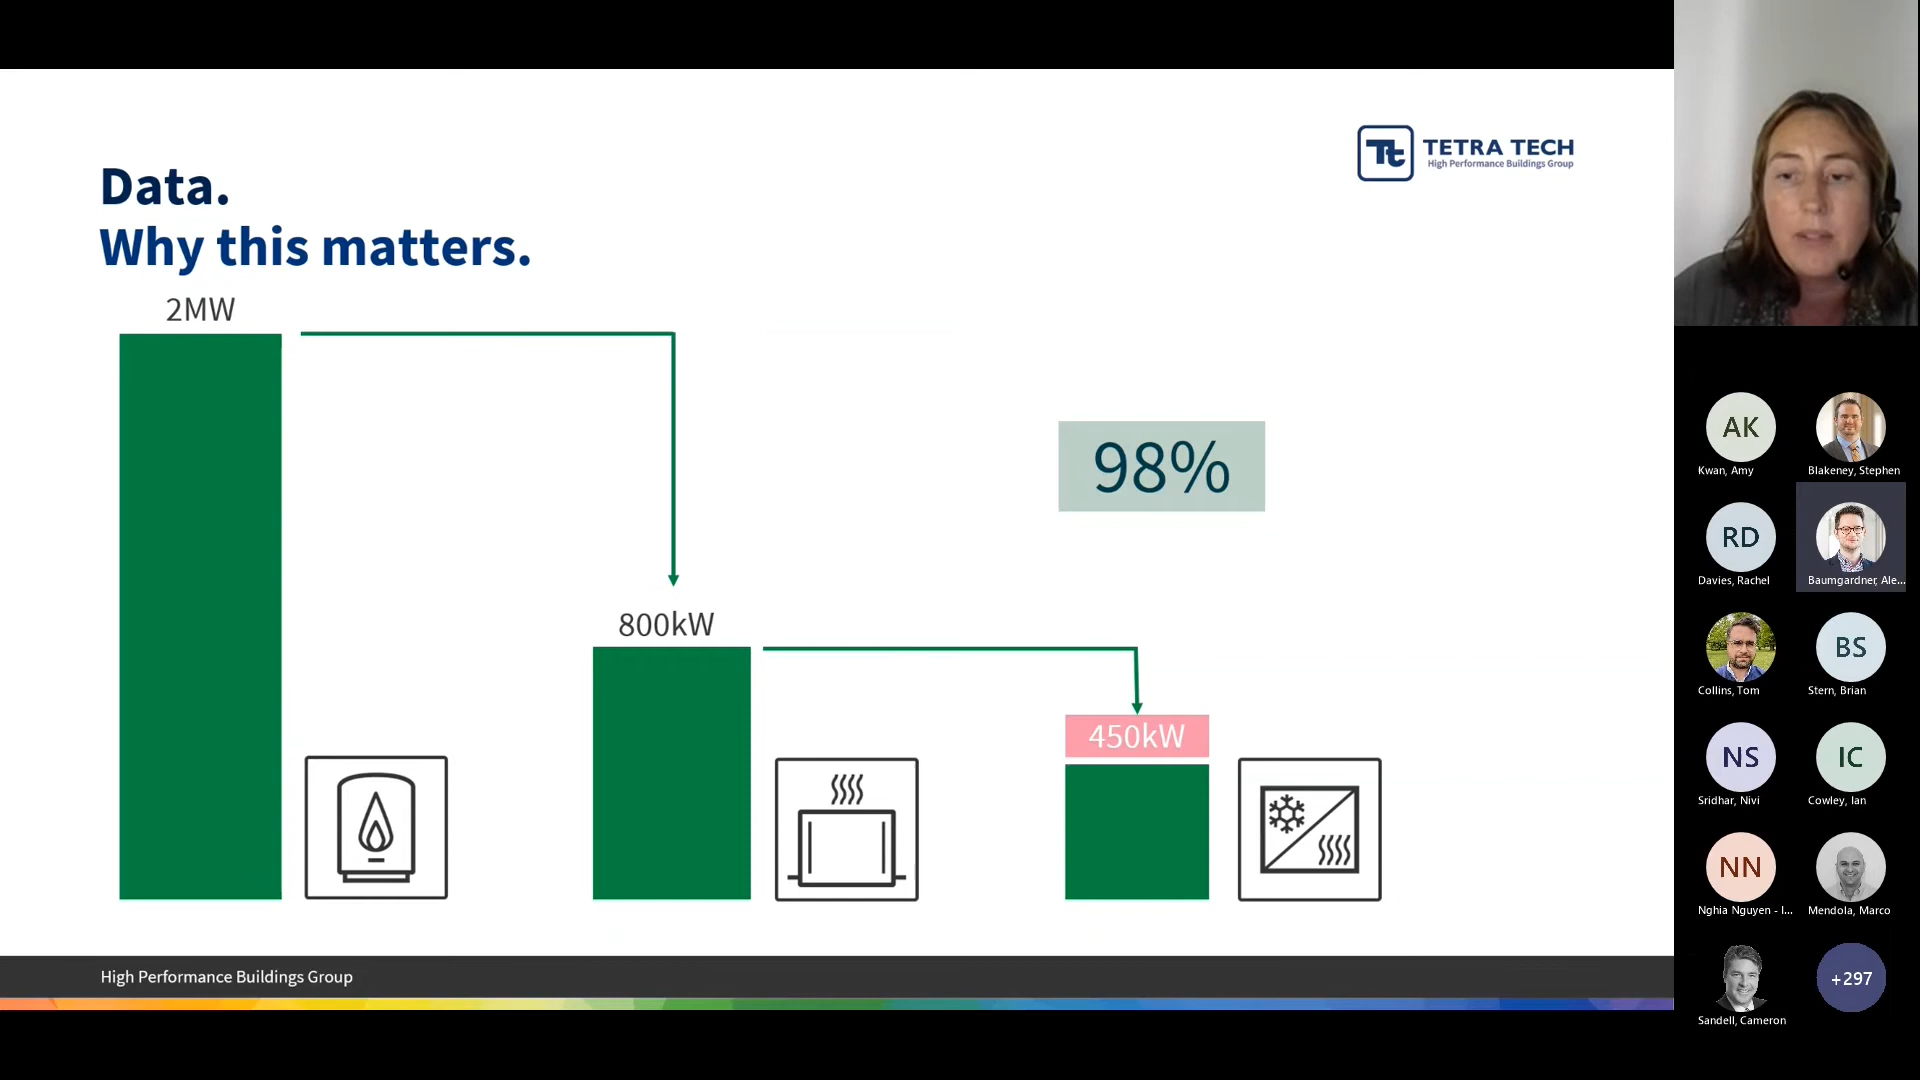 Data.
Why this matters.
Tt TETRA TECH
High Performance Buildings Group
2MW
800kW
450kW
98%
High Performance Buildings Group
AK
Kwan, Amy
Blakeney, Stephen
RD
Davies, Rachel
Baumgardner, Ale...
Collins, Tom
BS
Stern, Brian
NS
Sridhar, Nivi
IC
Cowley, Ian
NN
Nghia Nguyen - I...
Mendola, Marco
Sandell, Cameron
+297